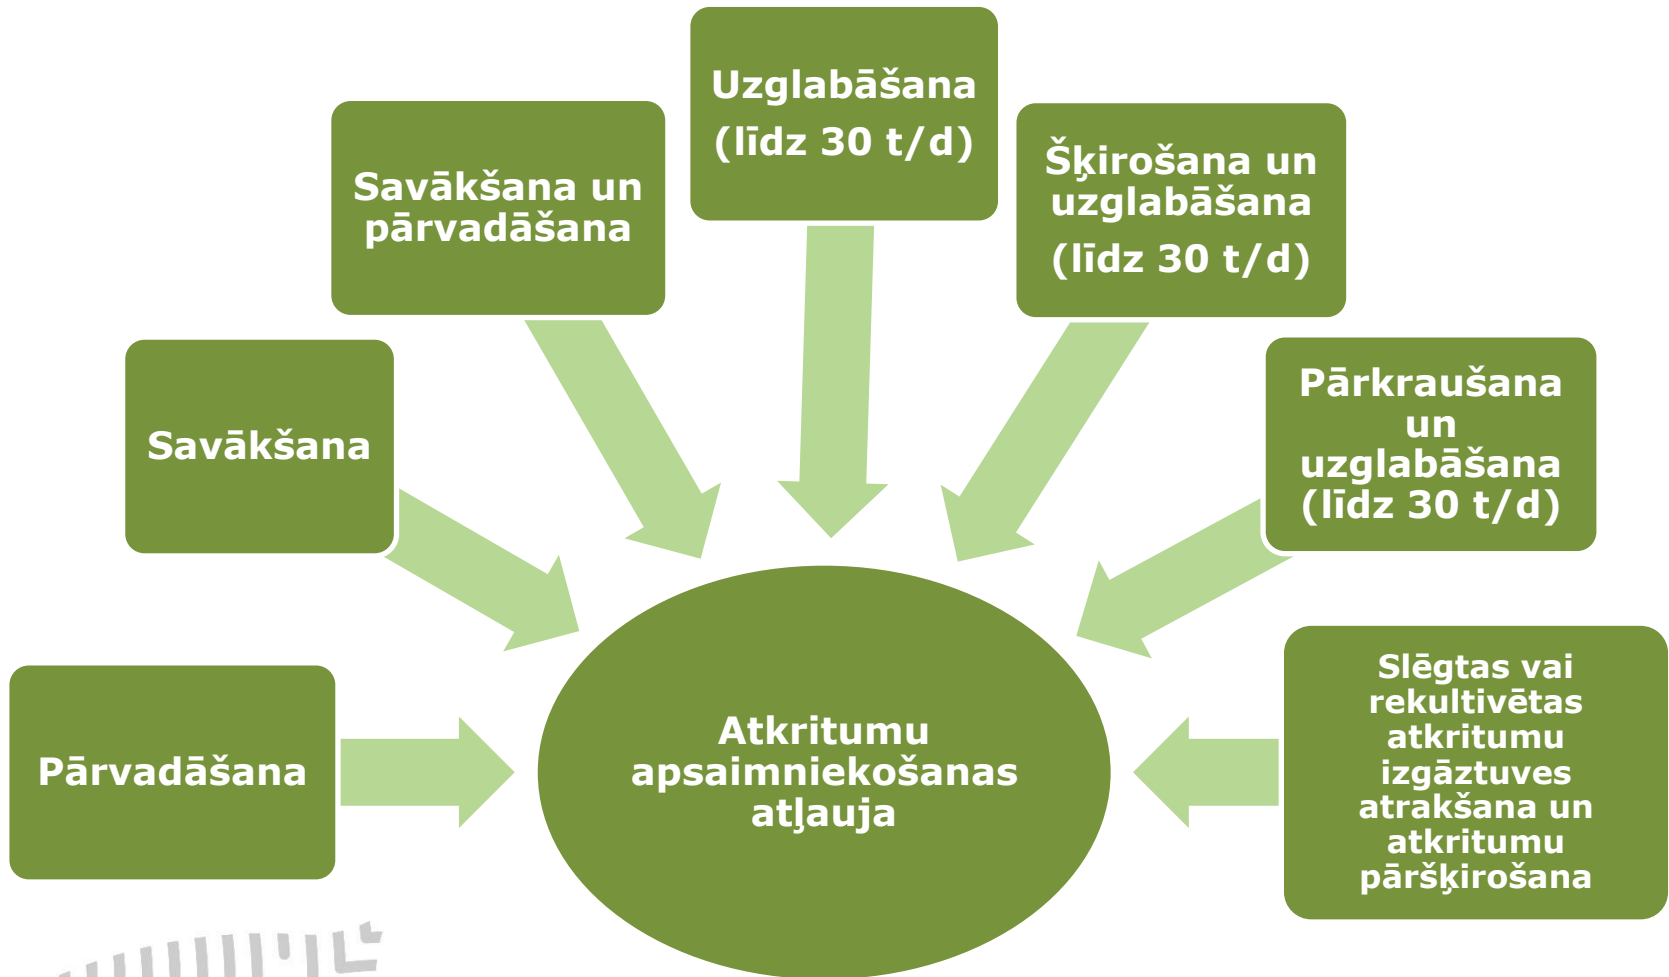 Uzglabāšana
(līdz 30 t/d)
Savākšana un
pārvadāšana
Šķirošana un
uzglabāšana
(līdz 30 t/d)
Savākšana
Pārkraušana
un
uzglabāšana
(līdz 30 t/d)
Pārvadāšana
Atkritumu
apsaimniekošanas
atļauja
Slēgtas vai
rekultivētas
atkritumu
izgāztuves
atrakšana un
atkritumu
pāršķirošana